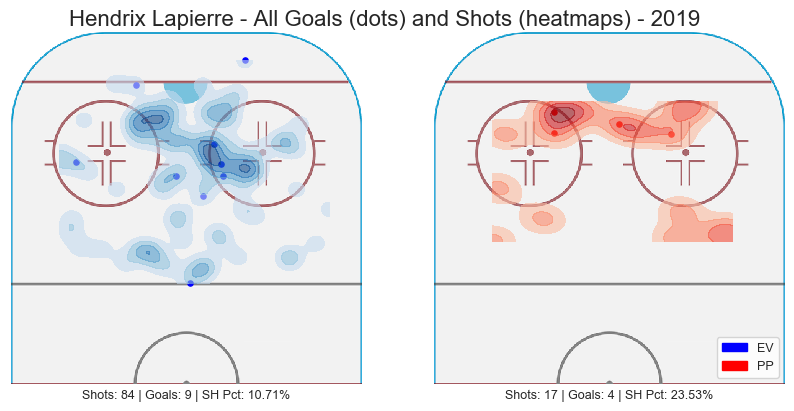 Hendrix Lapierre - All Goals (dots) and Shots (heatmaps) - 2019
EV
PP
Shots: 84 | Goals: 9 | SH Pct: 10.71%
Shots: 17 | Goals: 4 | SH Pct: 23.53%